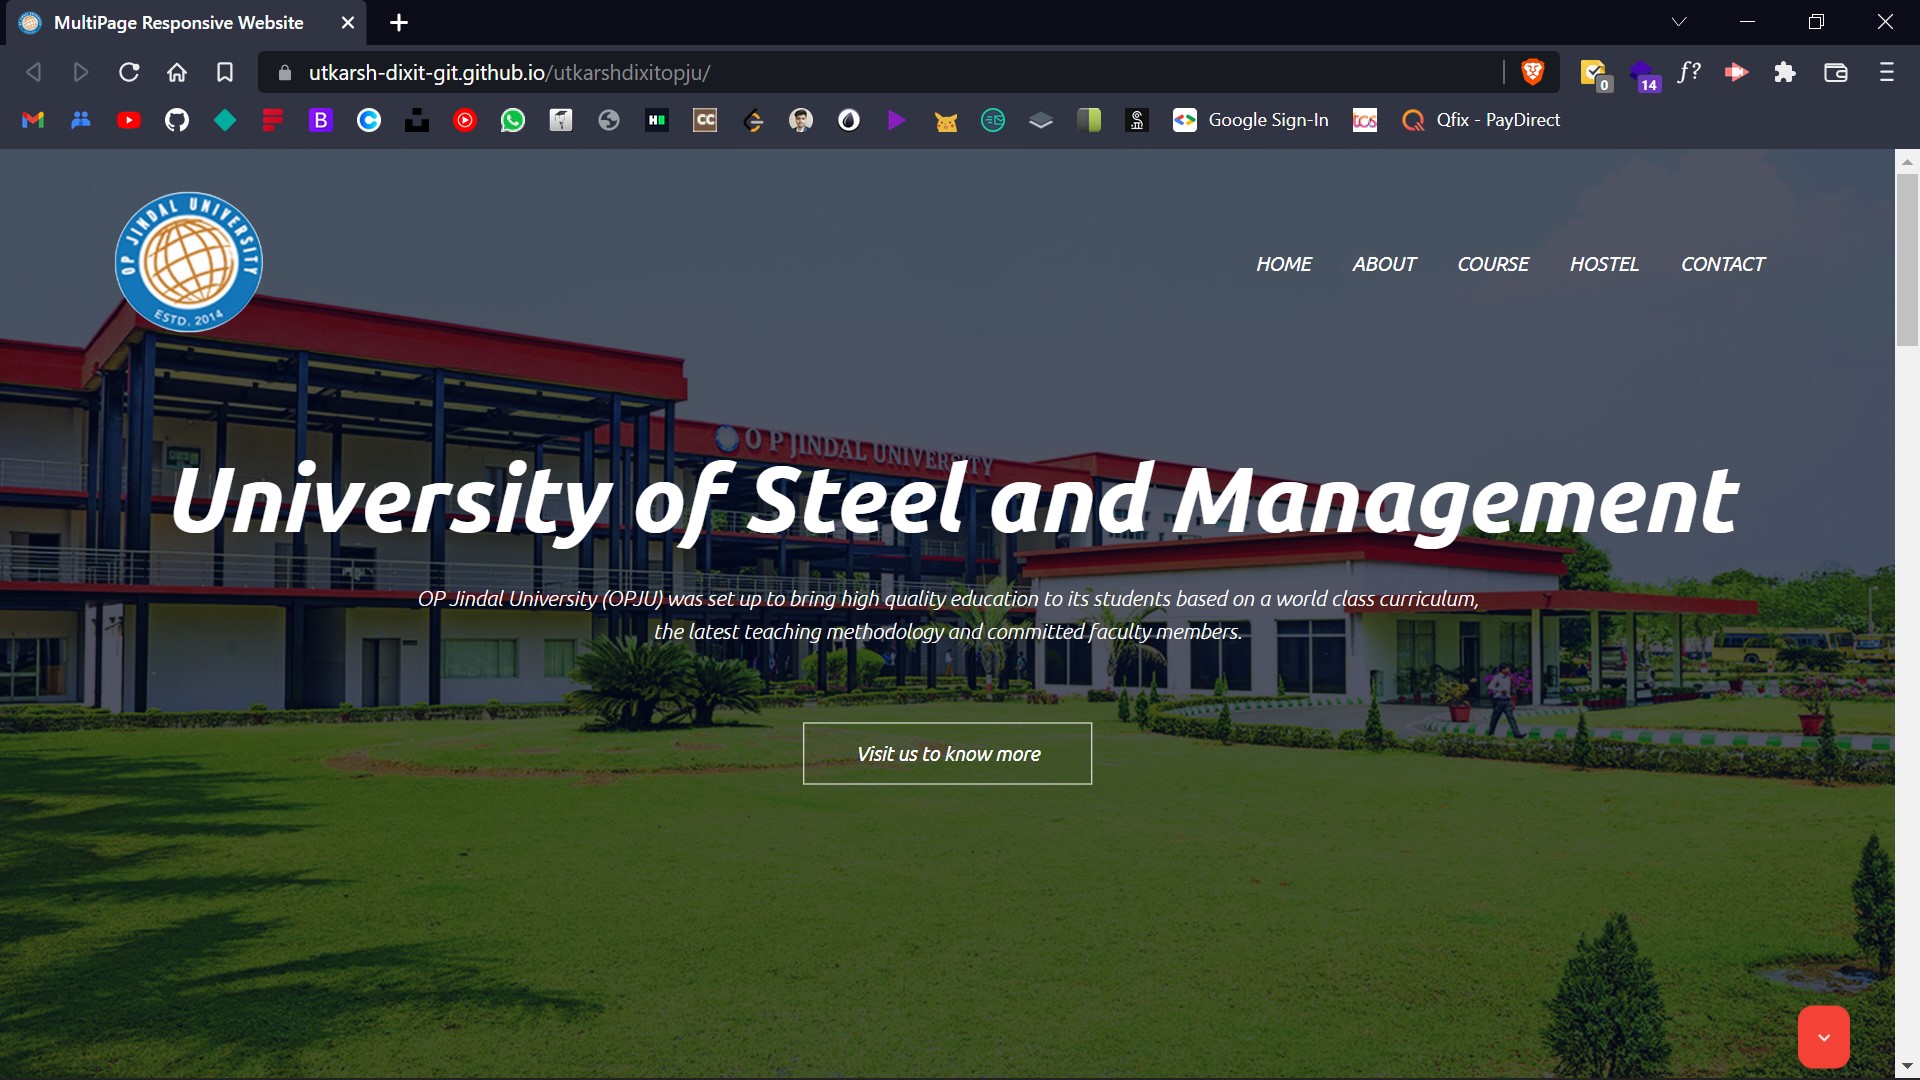 MultiPage Responsive Website
utkarsh-dixit-git.github.io/utkarshdixitopju/
0
14
f?
B
H
CC
Google Sign-In
tcs
Qfix - PayDirect
OP JINDAL UNIVERSITY
ESTD. 2014
HOME
ABOUT
COURSE
HOSTEL
CONTACT
O P JINDAL UNIVERSITY
University of Steel and Management
OP Jindal University (OPJU) was set up to bring high quality education to its students based on a world class curriculum,
the latest teaching methodology and committed faculty members.
Visit us to know more